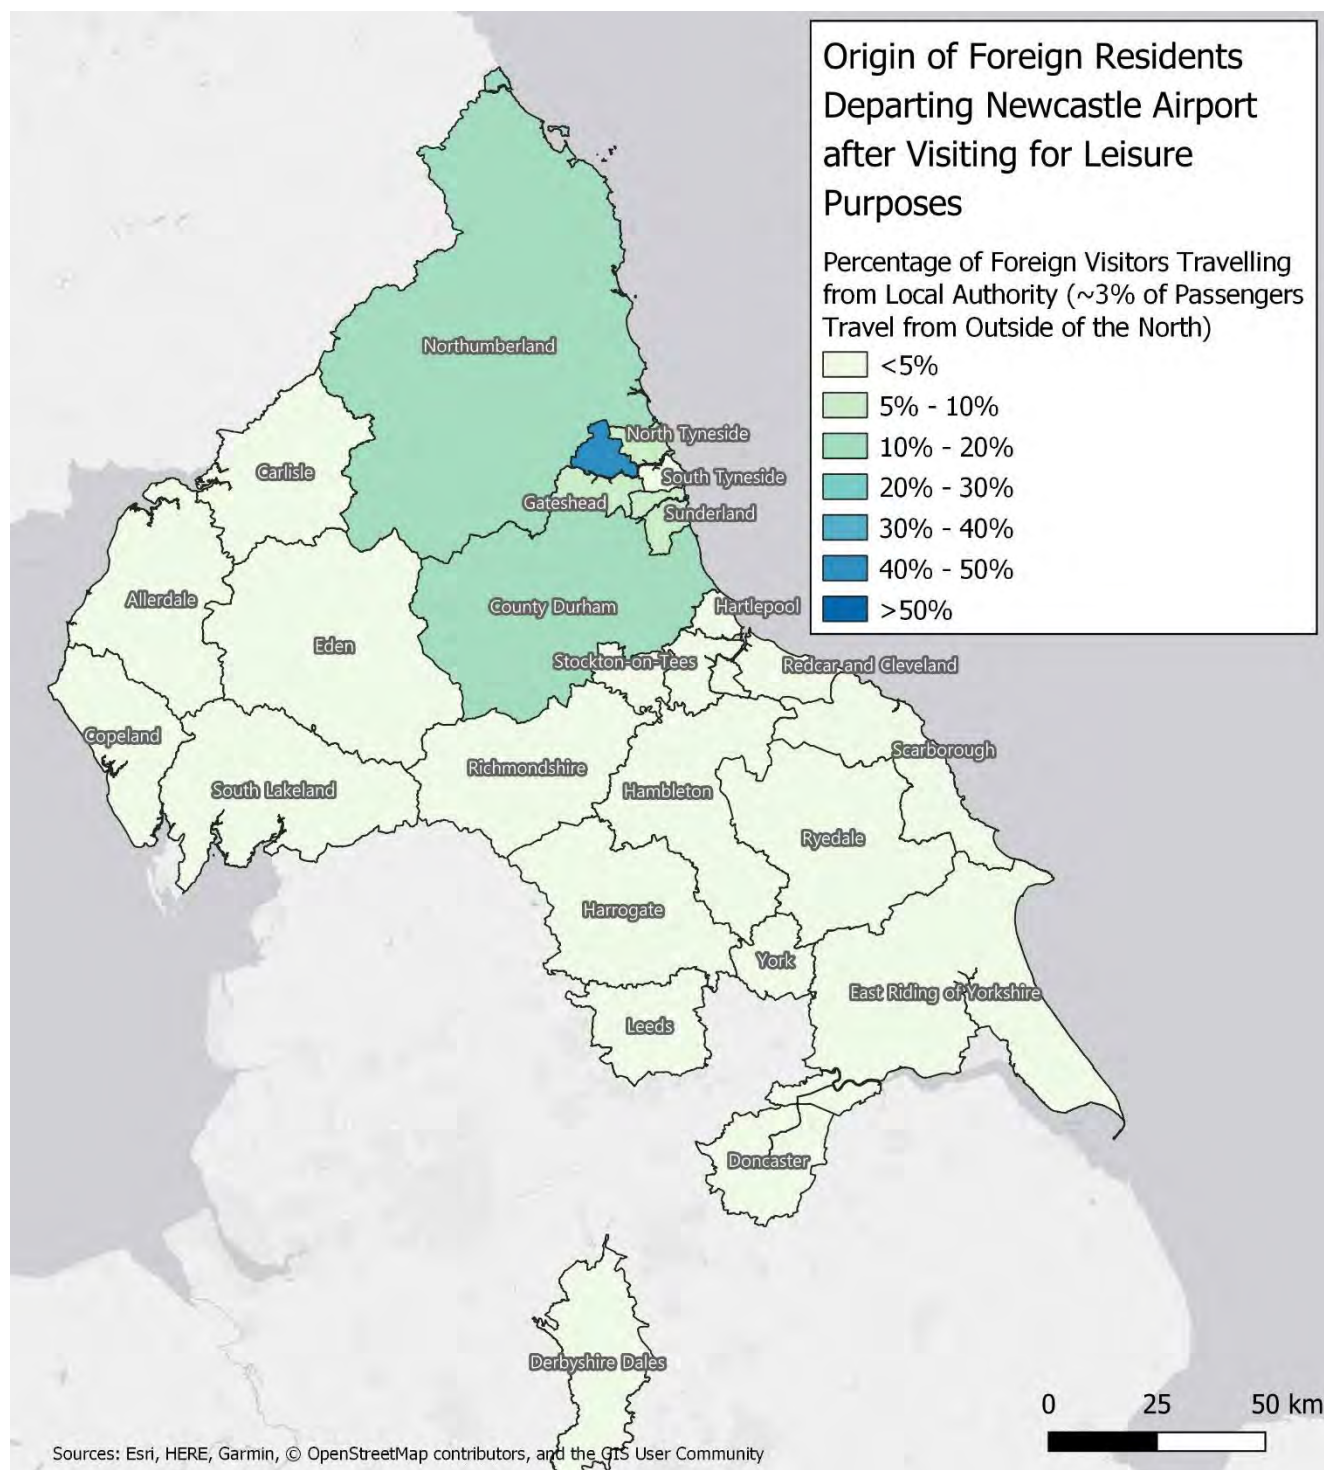 Origin of Foreign Residents
Departing Newcastle Airport
after Visiting for Leisure
Purposes
Percentage of Foreign Visitors Travelling
from Local Authority (~3% of Passengers
Travel from Outside of the North)
<5%
5% - 10%
10% - 20%
20% - 30%
30% - 40%
40% - 50%
>50%
Northumberland
North Tyneside
Carlisle
South Tyneside
Gateshead
Sunderland
Allerdale
County Durham
Hartlepool
Eden
Stockton-on-Tees
Redcar and Cleveland
Copeland
Scarborough
Richmondshire
South Lakeland
Hambleton
Ryedale
Harrogate
York
East Riding of Yorkshire
Leeds
Doncaster
Derbyshire Dales
0 25 50 km
Sources: Esri, HERE, Garmin, © OpenStreetMap contributors, and the GIS User Community